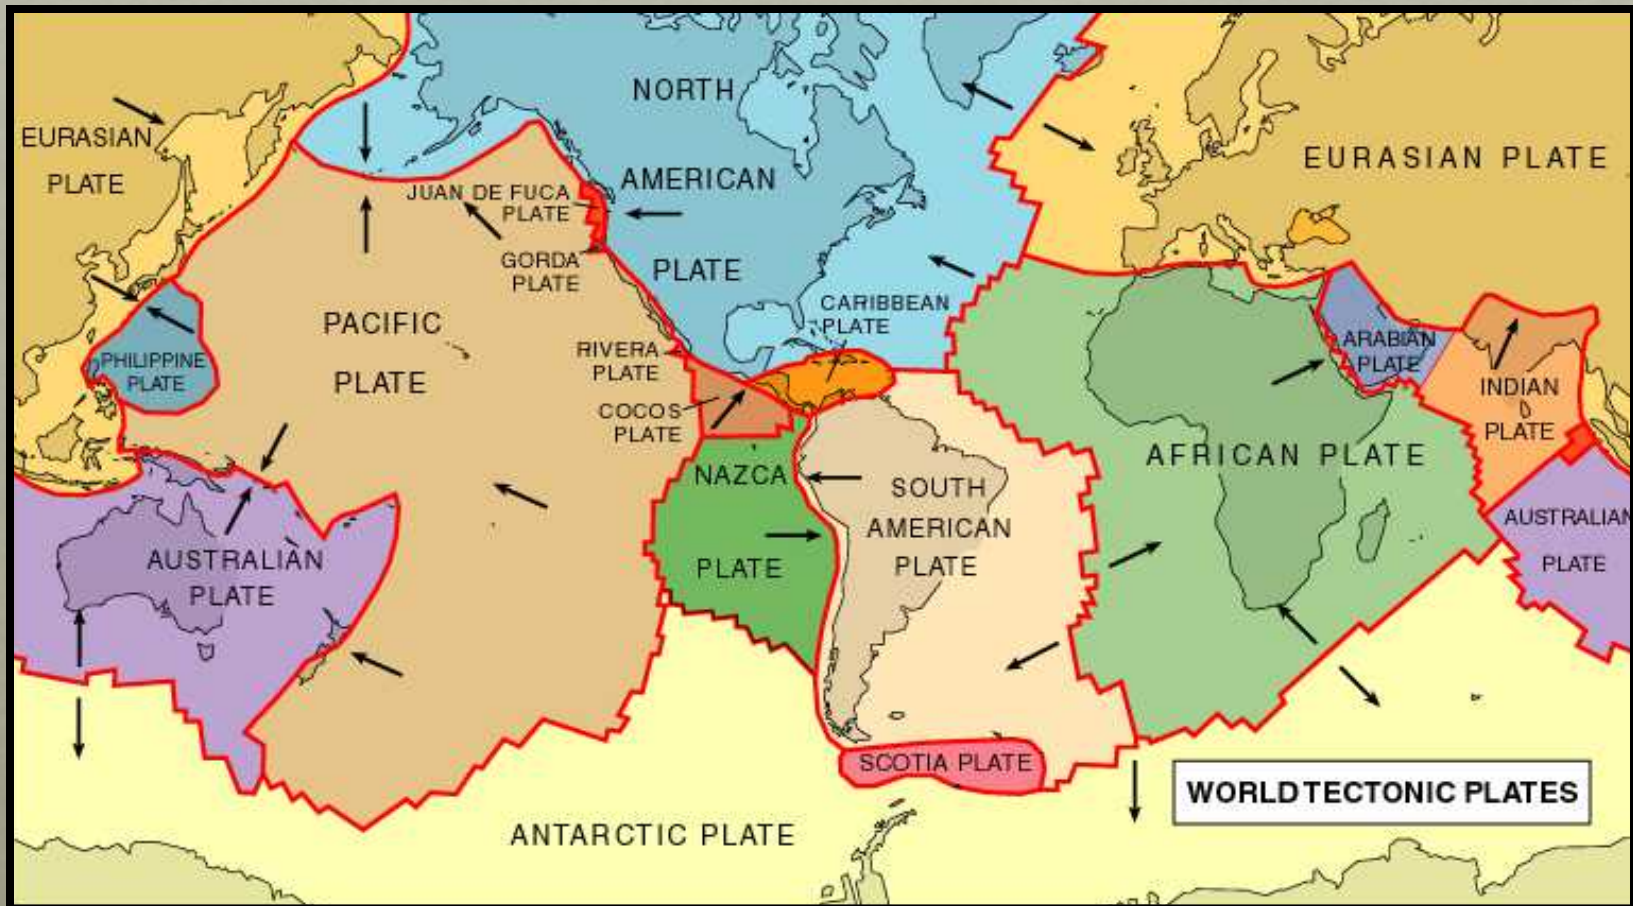 NORTH
AMERICAN
PLATE
EURASIAN
PLATE
EURASIAN PLATE
JUAN DE FUCA
PLATE
GORDA
PLATE
CARIBBEAN
PLATE
PACIFIC
PLATE
PHILIPPINE
PLATE
RIVERA
PLATE
COCOS
PLATE
ARABIAN
PLATE
INDIAN
PLATE
AFRICAN PLATE
NAZCA
PLATE
SOUTH
AMERICAN
PLATE
AUSTRALIAN
PLATE
AUSTRALIAN
PLATE
SCOTIA PLATE
ANTARCTIC PLATE
WORLD TECTONIC PLATES